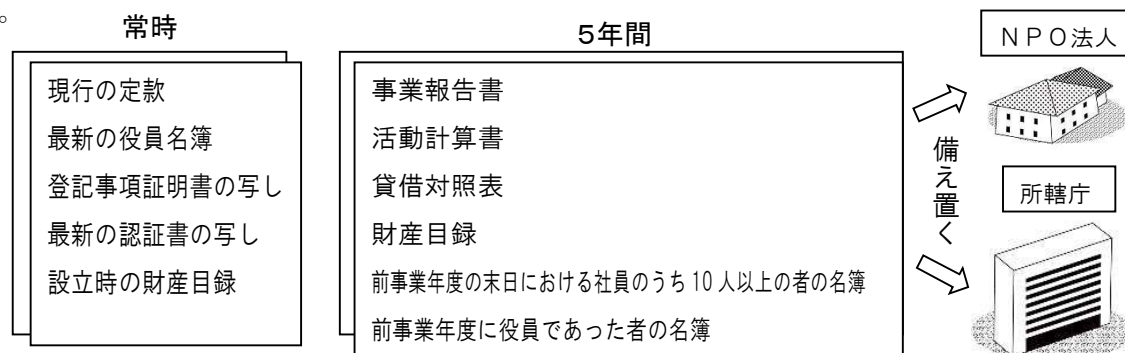 。
常時
現行の定款
最新の役員名簿
登記事項証明書の写し
最新の認証書の写し
設立時の財産目録
5年間
事業報告書
活動計算書
貸借対照表
財産目録
前事業年度の末日における社員のうち10人以上の者の名簿
前事業年度に役員であった者の名簿
備え置く
NPO法人
所轄庁